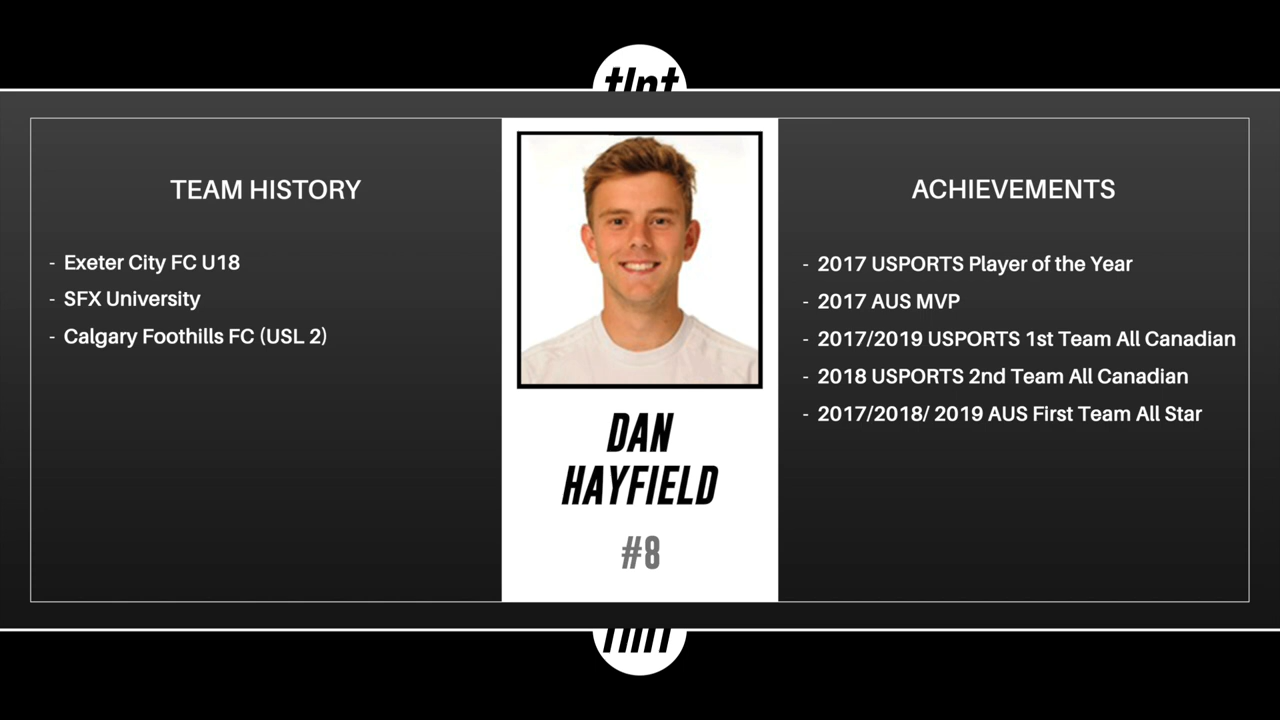 tlnt
TEAM HISTORY
- Exeter City FC U18
- SFX University
- Calgary Foothills FC (USL 2)
DAN
HAYFIELD
#8
ACHIEVEMENTS
- 2017 USPORTS Player of the Year
- 2017 AUS MVP
- 2017/2019 USPORTS 1st Team All Canadian
- 2018 USPORTS 2nd Team All Canadian
- 2017/2018/ 2019 AUS First Team All Star